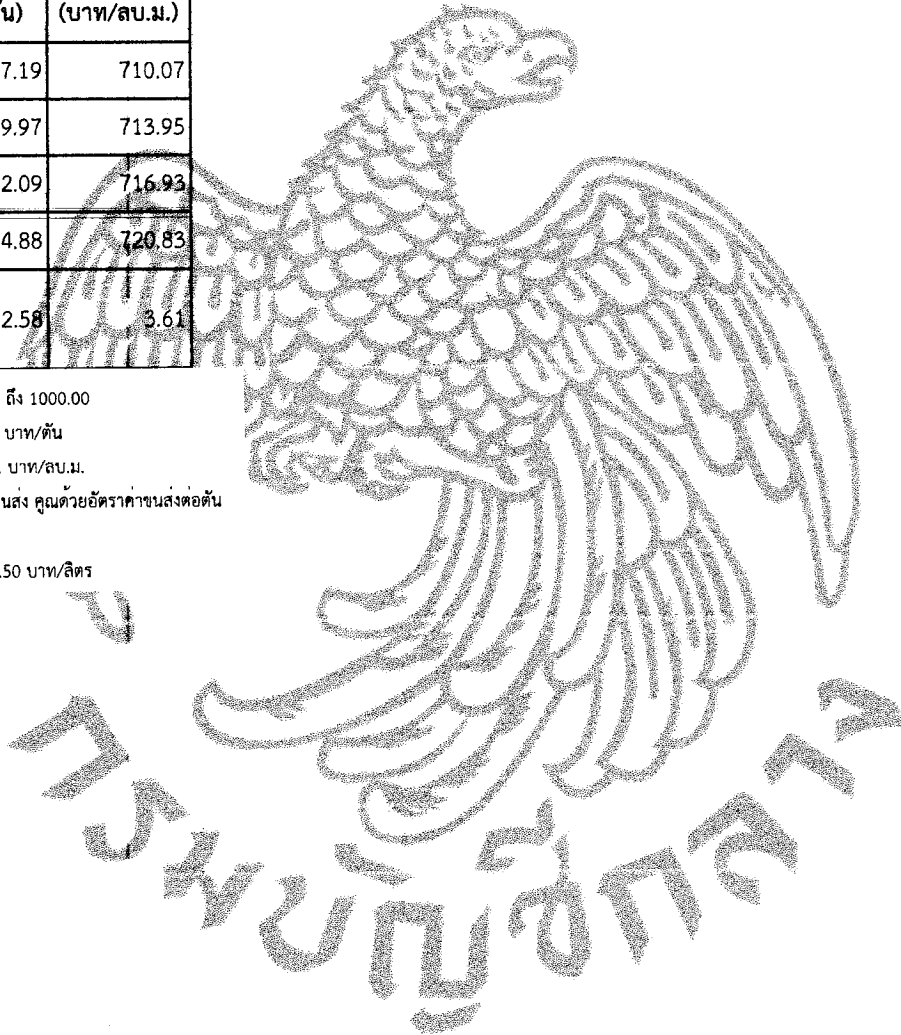 น) (บาท/ลบ.ม.)
7.19 710.07
9.97 713.95
2.09 716.93
4.88 720.83
2.58 3.61
ถึง 1000.00
บาท/ตัน
บาท/ลบ.ม.
นส่ง คูณด้วยอัตราค่าขนส่งต่อตัน
.50 บาท/ลิตร
กรมบัญชีกลาง